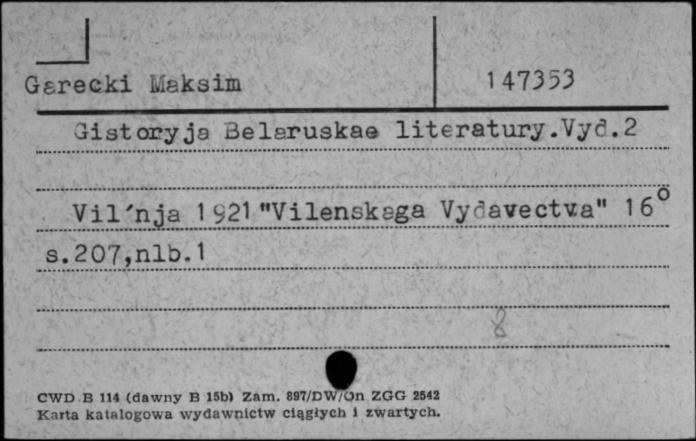 Garecki Maksim 147353
Gistoryja Belaruskae literatury.Vyd.2
Vil'nja 1921 "Vilenskaga Vydavectva" 16°
s.207,nlb.1
8
CWD B 114 (dawny B 15b) Zam. 897/DW/On ZGG 2542
Karta katalogowa wydawnictw ciągłych i zwartych.